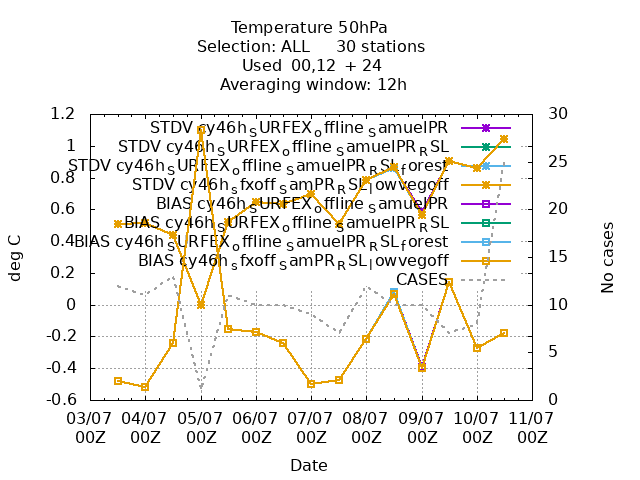 Temperature 50hPa
Selection: ALL 30 stations
Used 00,12 + 24
Averaging window: 12h
1.2
1
0.8
0.6
0.4
0.2
0
-0.2
-0.4
-0.6
30
25
20
15
10
5
0
deg C
No cases
STDV cy46h_SURFEX_offline_SamuelPR
STDV cy46h_SURFEX_offline_SamuelPR_RSL
STDV cy46h_SURFEX_offline_SamuelPR_RSL_forest
STDV cy46h_sfxoff_SamPR_RSL_lowvegoff
BIAS cy46h_SURFEX_offline_SamuelPR
BIAS cy46h_SURFEX_offline_SamuelPR_RSL
BIAS cy46h_SURFEX_offline_SamuelPR_RSL_forest
BIAS cy46h_sfxoff_SamPR_RSL_lowvegoff
CASES
03/07 04/07 05/07 06/07 07/07 08/07 09/07 10/07 11/07
00Z 00Z 00Z 00Z 00Z 00Z 00Z 00Z 00Z
Date